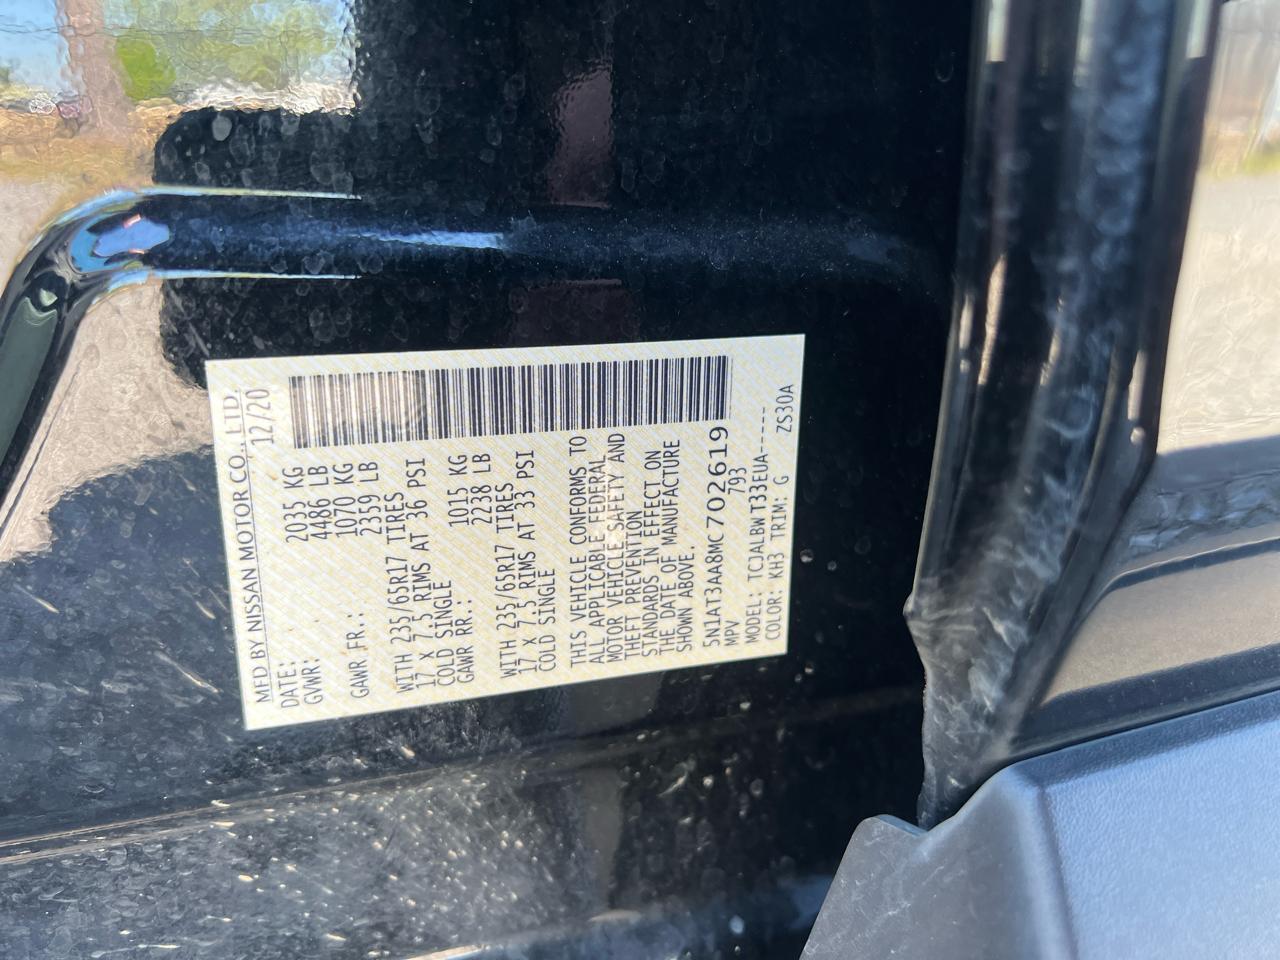 MFD BY NISSAN MOTOR CO., LTD.
DATE: 12/20
GVWR: 2035 KG
4486 LB
GAWR FR.: 1070 KG
2359 LB
WITH 235/65R17 TIRES
17 X 7.5 RIMS AT 36 PSI
COLD SINGLE
GAWR RR.: 1015 KG
2238 LB
WITH 235/65R17 TIRES
17 X 7.5 RIMS AT 33 PSI
COLD SINGLE
THIS VEHICLE CONFORMS TO
ALL APPLICABLE FEDERAL
MOTOR VEHICLE SAFETY AND
THEFT PREVENTION
STANDARDS IN EFFECT ON
THE DATE OF MANUFACTURE
SHOWN ABOVE.
5N1AT3AA8MC702619
MPV 793
MODEL: TCJALBWT33EUA-----
COLOR: KH3 TRIM: G ZS30A